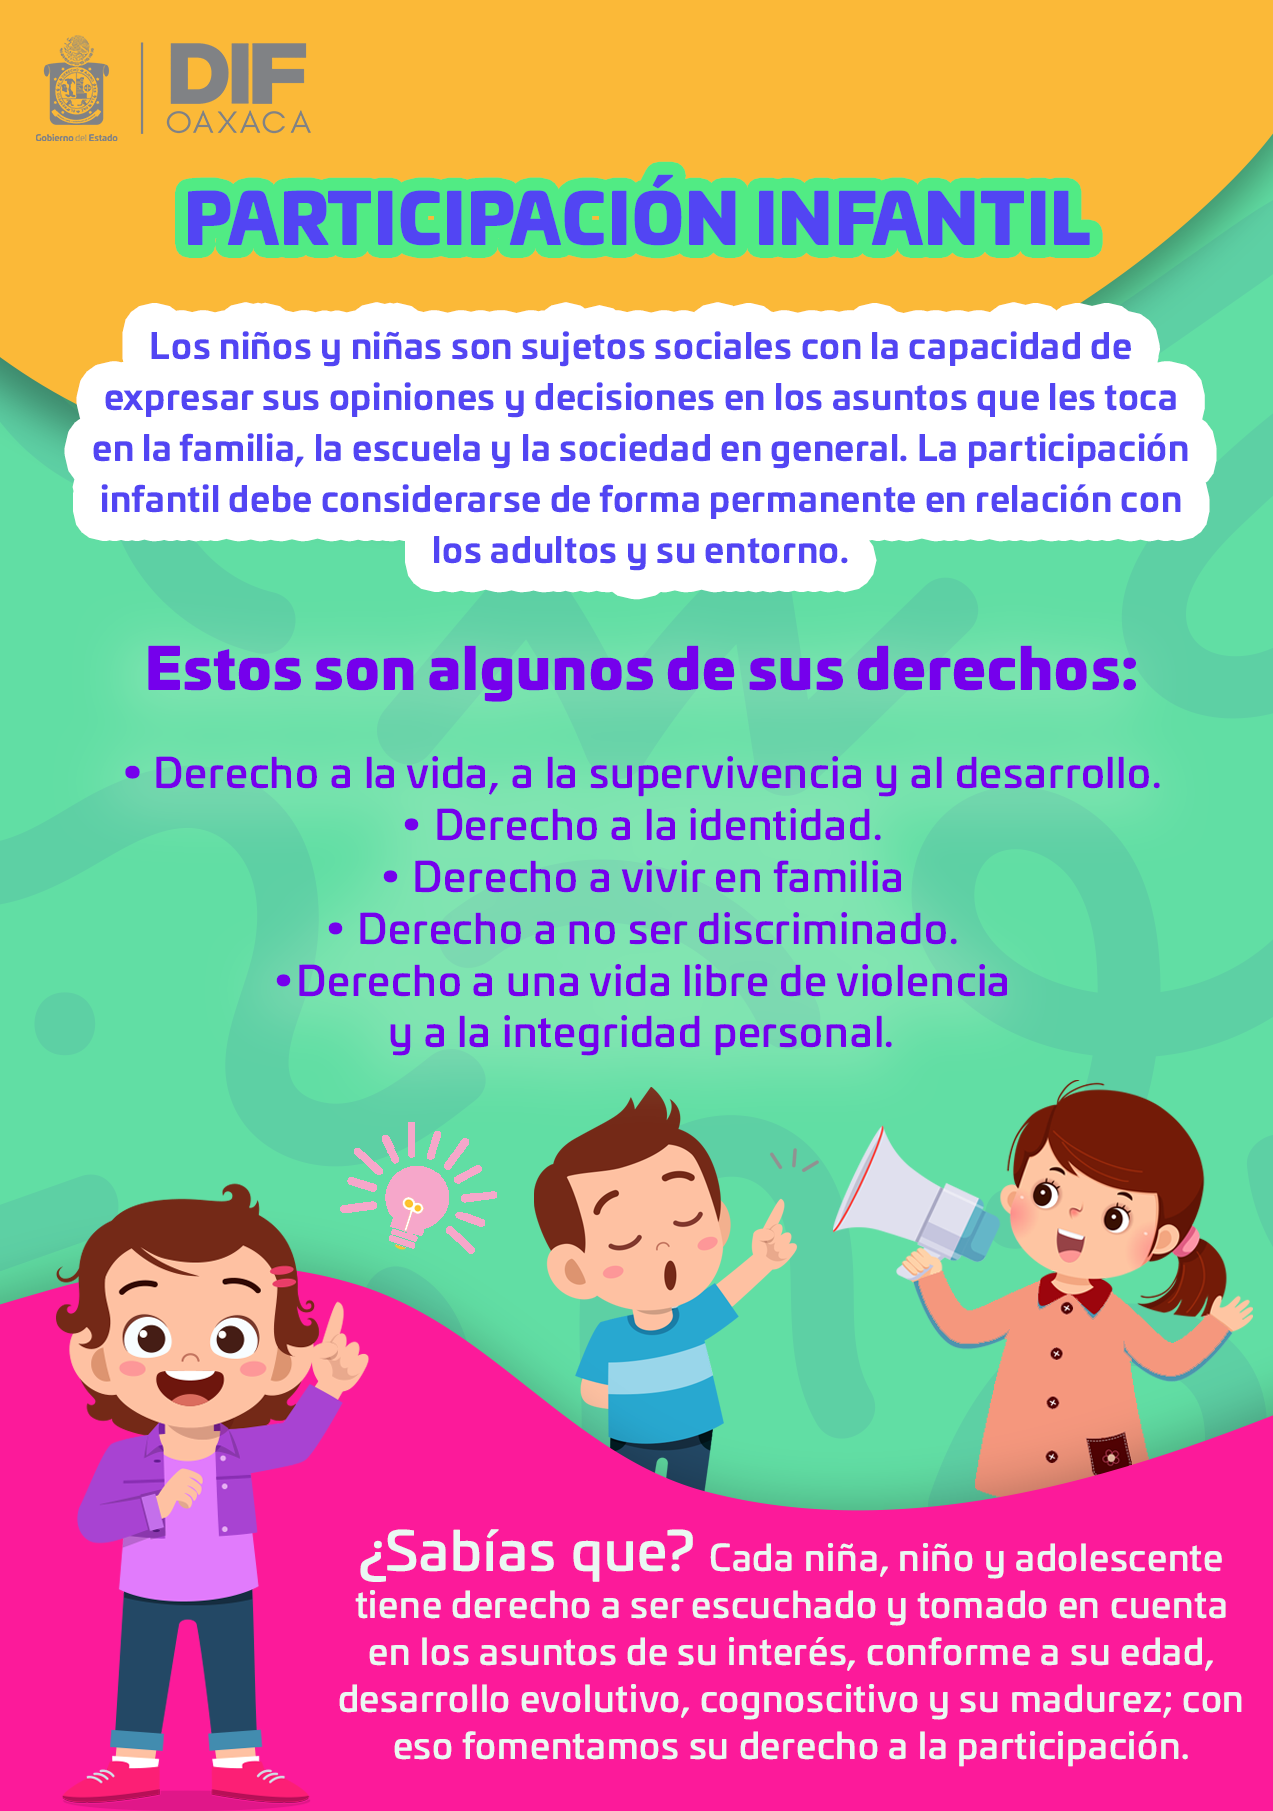 Gobierno del Estado
DIF
OAXACA
PARTICIPACIÓN INFANTIL
Los niños y niñas son sujetos sociales con la capacidad de
expresar sus opiniones y decisiones en los asuntos que les toca
en la familia, la escuela y la sociedad en general. La participación
infantil debe considerarse de forma permanente en relación con
los adultos y su entorno.
Estos son algunos de sus derechos:
• Derecho a la vida, a la supervivencia y al desarrollo.
• Derecho a la identidad.
• Derecho a vivir en familia
• Derecho a no ser discriminado.
•Derecho a una vida libre de violencia
y a la integridad personal.
¿Sabías que? Cada niña, niño y adolescente
tiene derecho a ser escuchado y tomado en cuenta
en los asuntos de su interés, conforme a su edad,
desarrollo evolutivo, cognoscitivo y su madurez; con
eso fomentamos su derecho a la participación.